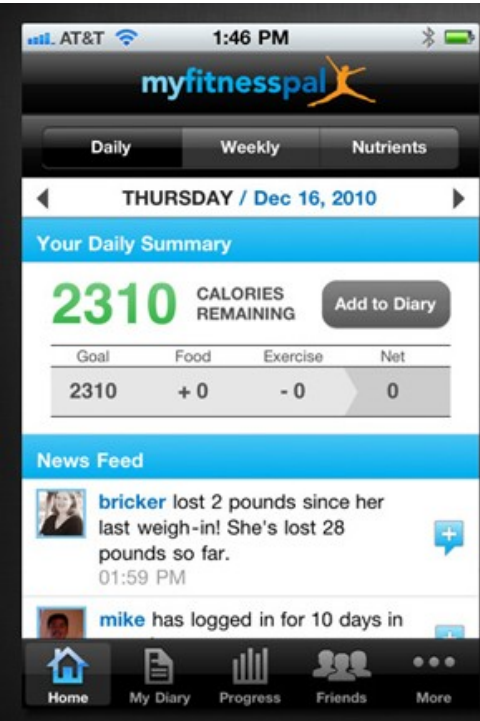 AT&T 1:46 PM
myfitnesspal
Daily Weekly Nutrients
THURSDAY / Dec 16, 2010
Your Daily Summary
2310 CALORIES REMAINING Add to Diary
Goal Food Exercise Net
2310 + 0 - 0 0
News Feed
bricker lost 2 pounds since her
last weigh-in! She's lost 28
pounds so far.
01:59 PM
mike has logged in for 10 days in
Home My Diary Progress Friends More